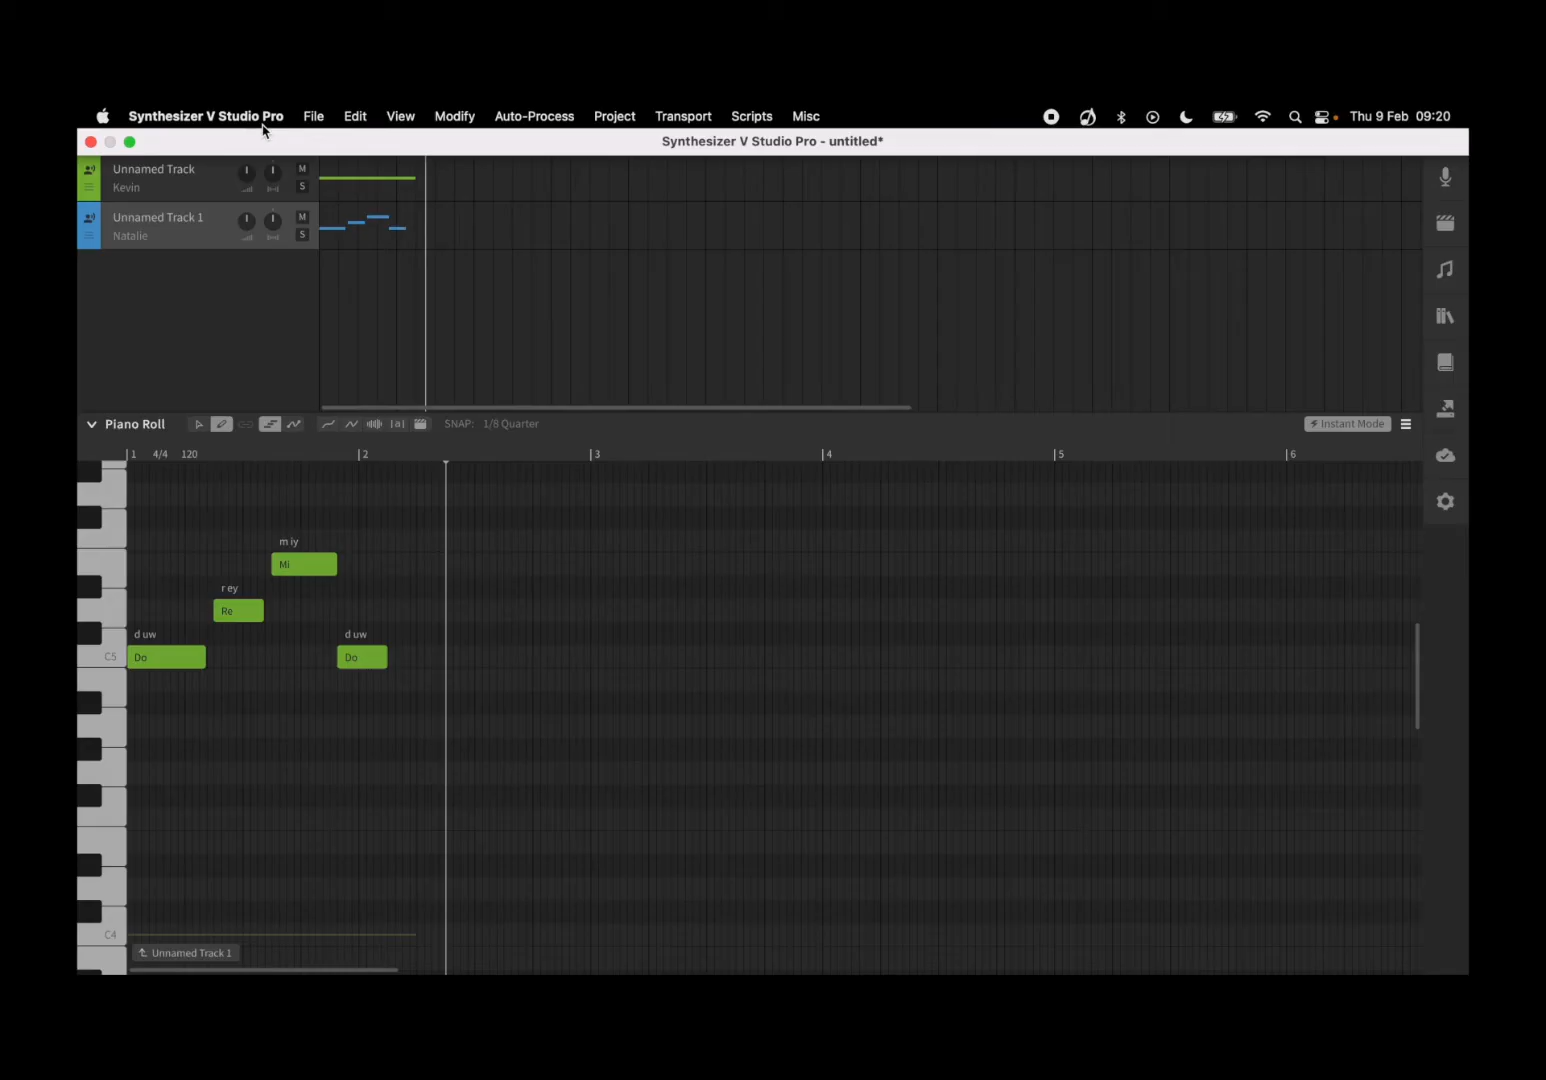 Synthesizer V Studio Pro File Edit View Modify Auto-Process Project Transport Scripts Misc Thu 9 Feb 09:20
Synthesizer V Studio Pro - untitled*
Unnamed Track M
Kevin S
Unnamed Track 1 M
Natalie S
Piano Roll SNAP: 1/8 Quarter Instant Mode
1 4/4 120 2 3 4 5 6
m iy
Mi
r ey
Re
d uw d uw
C5 Do Do
C4
Unnamed Track 1